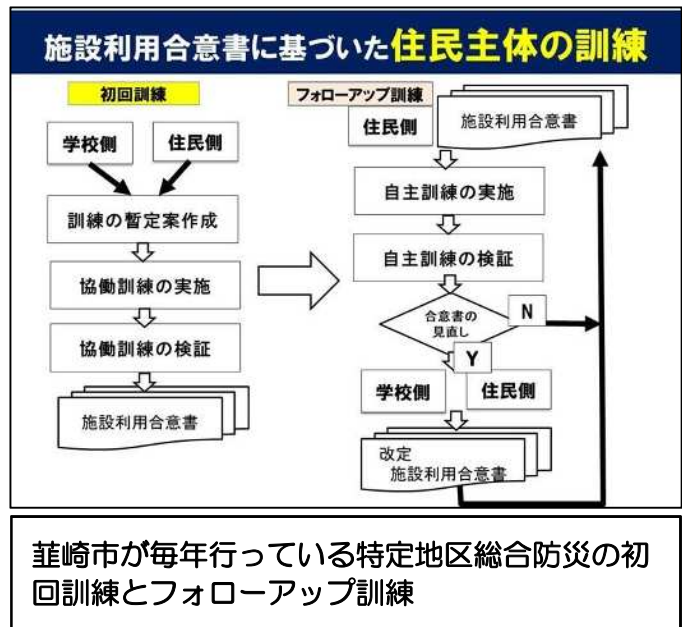 施設利用合意書に基づいた住民主体の訓練
初回訓練
学校側
住民側
訓練の暫定案作成
協働訓練の実施
協働訓練の検証
施設利用合意書
フォローアップ訓練
住民側
施設利用合意書
自主訓練の実施
自主訓練の検証
合意書の
見直し
N
Y
学校側
住民側
改定
施設利用合意書
韮崎市が毎年行っている特定地区総合防災の初
回訓練とフォローアップ訓練